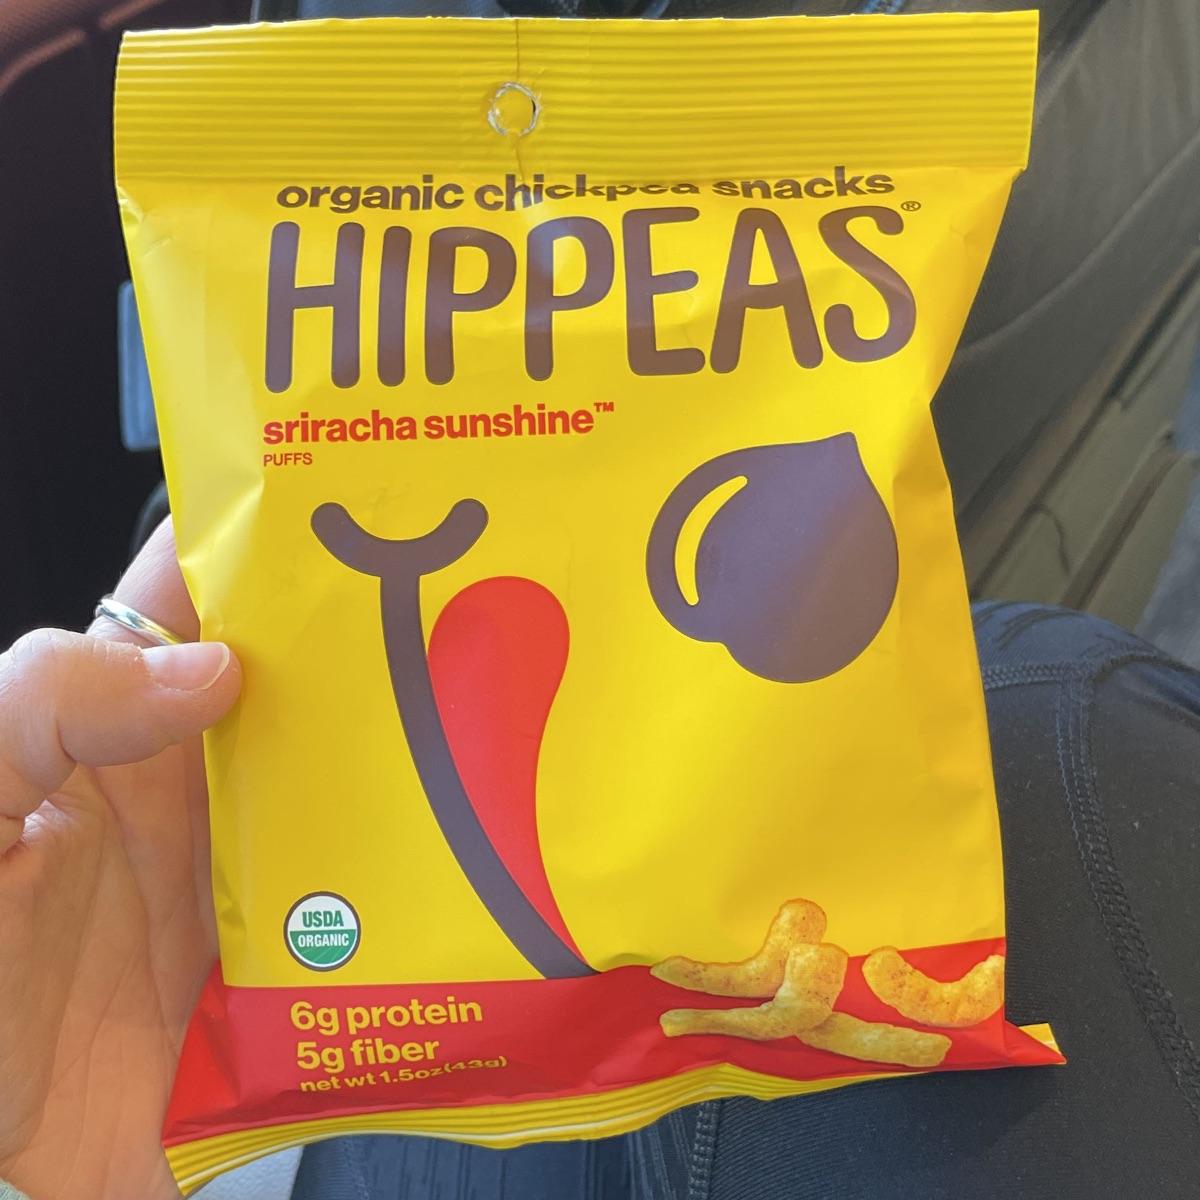 organic chickpea snacks
HIPPEAS®
sriracha sunshine™
PUFFS
USDA
ORGANIC
6g protein
5g fiber
net wt 1.5oz(43g)